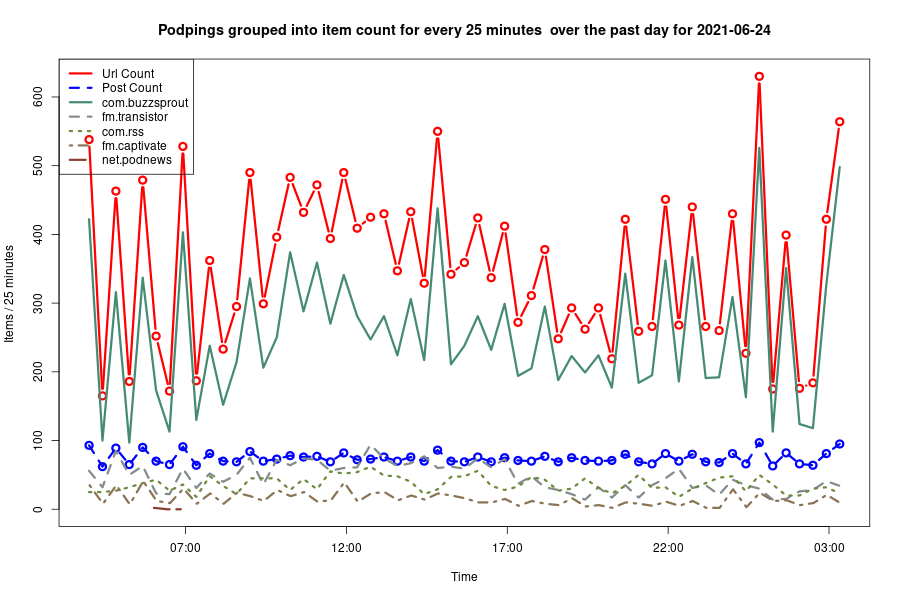 Podpings grouped into item count for every 25 minutes  over the past day for 2021-06-24
Url Count
Post Count
com.buzzsprout
fm.transistor
com.rss
fm.captivate
net.podnews
Items / 25 minutes
600
500
400
300
200
100
0
07:00 12:00 17:00 22:00 03:00
Time